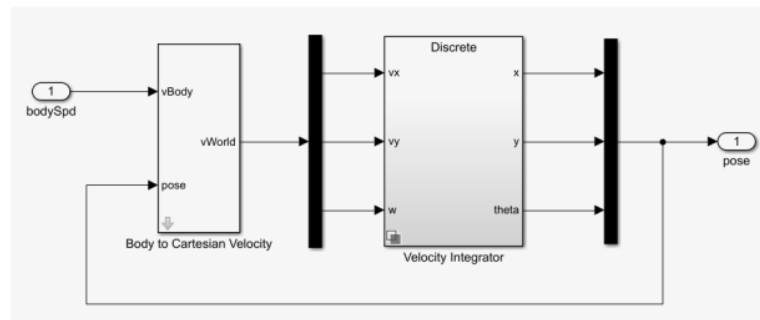 Discrete
1
bodySpd
vBody
pose
vWorld
Body to Cartesian Velocity
vx
vy
w
x
y
theta
Velocity Integrator
1
pose